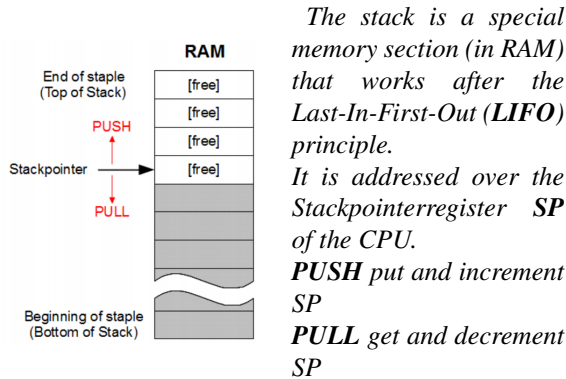 RAM
End of staple
(Top of Stack)
[free]
[free]
PUSH
[free]
Stackpointer
[free]
PULL
Beginning of staple
(Bottom of Stack)
The stack is a special
memory section (in RAM)
that works after the
Last-In-First-Out (LIFO)
principle.
It is addressed over the
Stackpointerregister SP
of the CPU.
PUSH put and increment
SP
PULL get and decrement
SP